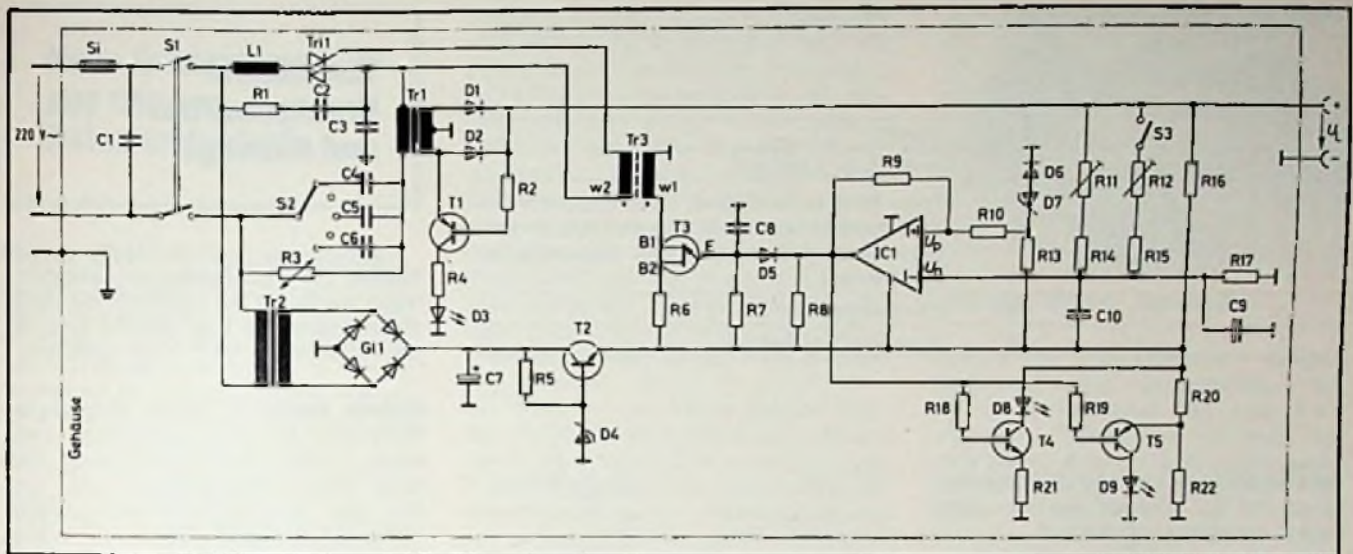 Si
S1
L1
Tri1
220 V~
C1
R1
C2
C3
Tr1
D1
D2
R2
T1
R4
D3
S2
C4
C5
C6
R3
Tr2
Gl1
C7
R5
T2
D4
Tr3
w2
w1
T3
B1
B2
E
R6
C8
D5
R7
R8
R9
IC1
Up
Un
R10
D6
D7
R13
R11
R14
S3
R12
R15
R16
R17
C9
C10
R18
D8
T4
R21
R19
T5
D9
R20
R22
+
-
Gehäuse